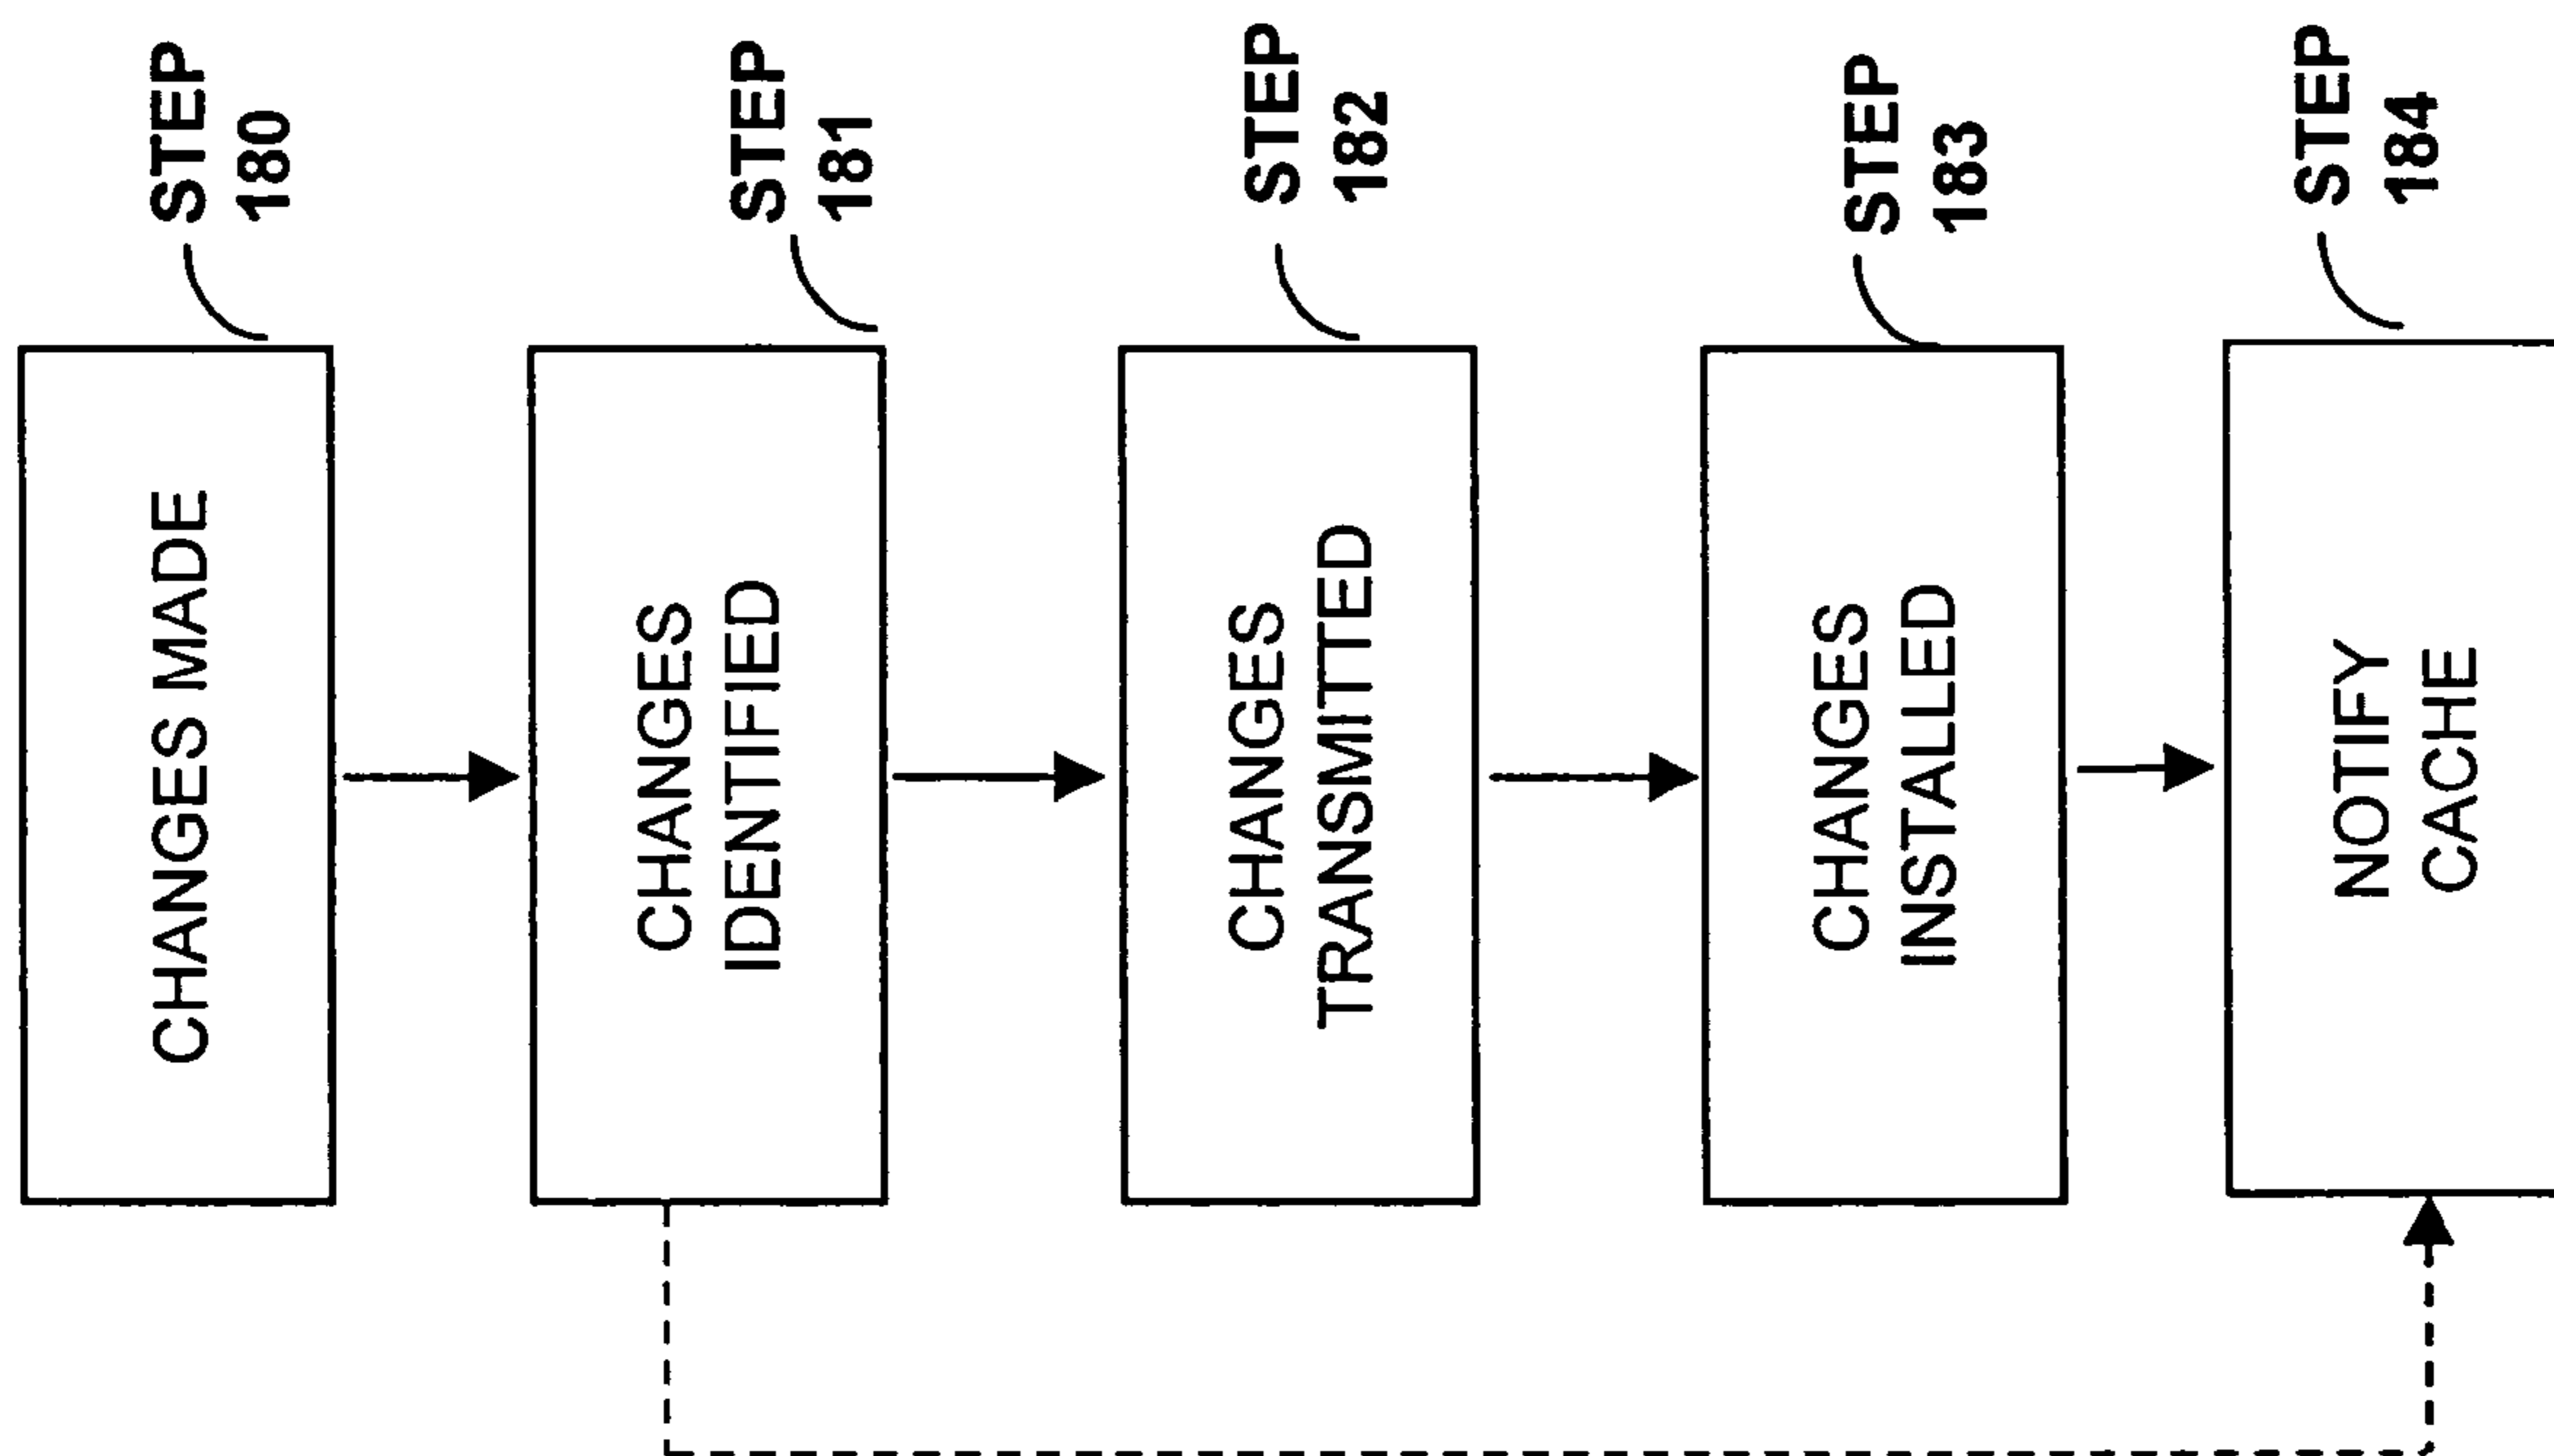 CHANGES MADE
STEP
180
CHANGES
IDENTIFIED
STEP
181
CHANGES
TRANSMITTED
STEP
182
CHANGES
INSTALLED
STEP
183
NOTIFY
CACHE
STEP
184